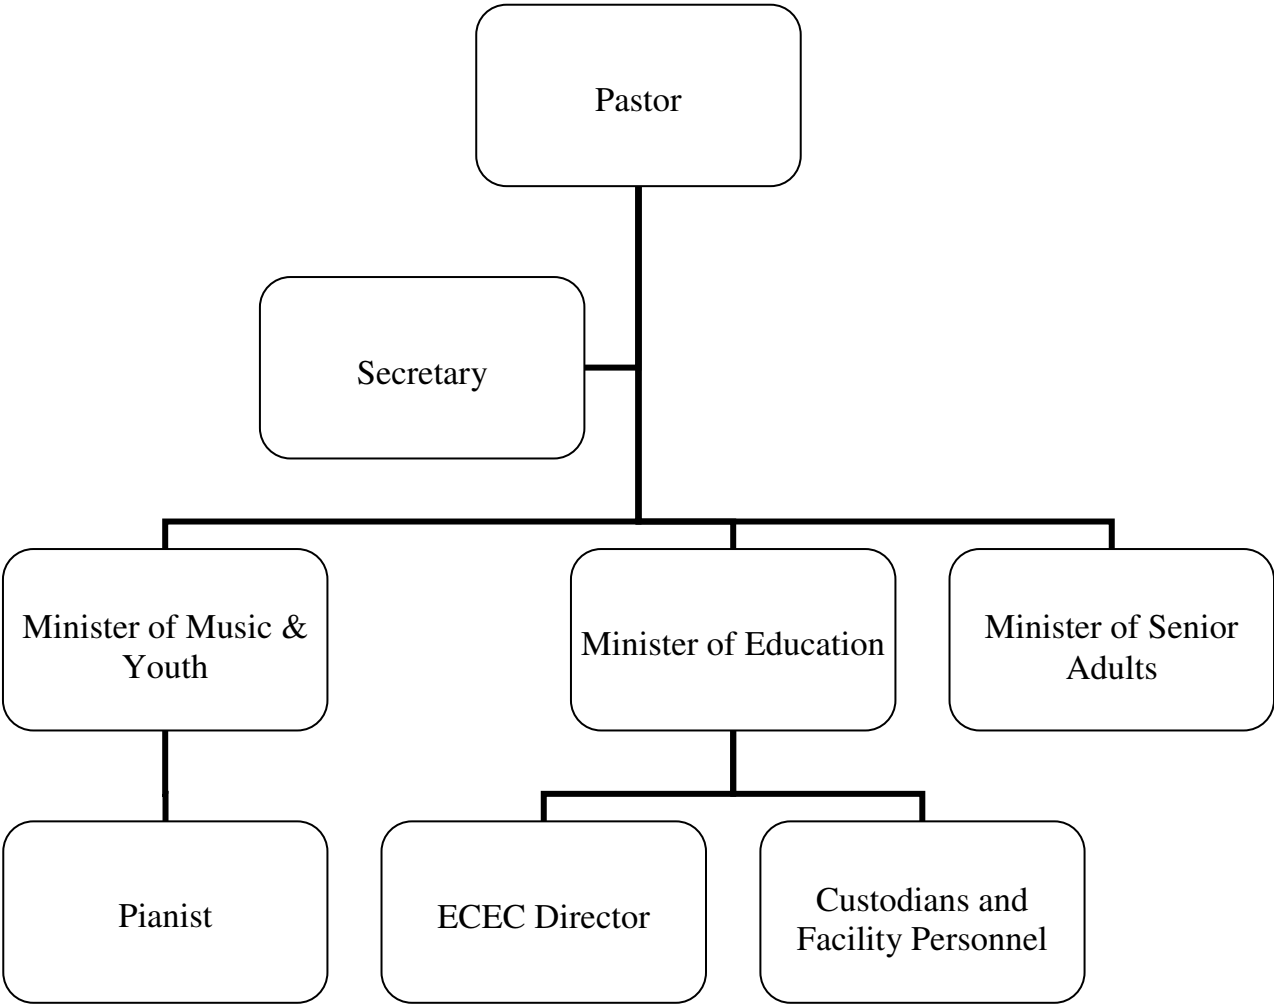 Pastor
Secretary
Minister of Music &
Youth
Minister of Education
Minister of Senior
Adults
Pianist
ECEC Director
Custodians and
Facility Personnel